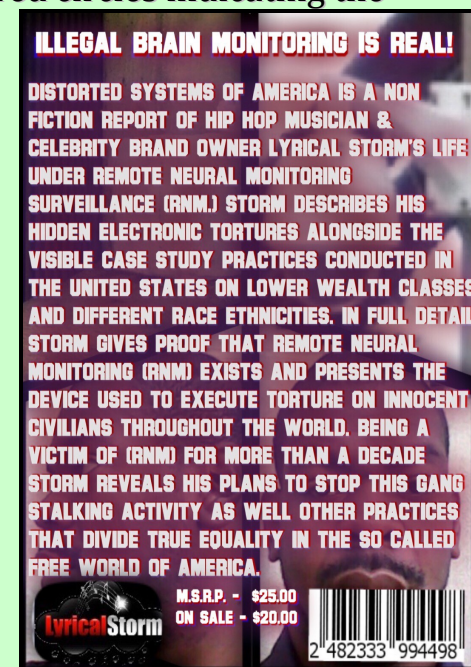 red circles indicating the
ILLEGAL BRAIN MONITORING IS REAL!
DISTORTED SYSTEMS OF AMERICA IS A NON
FICTION REPORT OF HIP HOP MUSICIAN &
CELEBRITY BRAND OWNER LYRICAL STORM'S LIFE
UNDER REMOTE NEURAL MONITORING
SURVEILLANCE (RNM.) STORM DESCRIBES HIS
HIDDEN ELECTRONIC TORTURES ALONGSIDE THE
VISIBLE CASE STUDY PRACTICES CONDUCTED IN
THE UNITED STATES ON LOWER WEALTH CLASSES
AND DIFFERENT RACE ETHNICITIES. IN FULL DETAIL
STORM GIVES PROOF THAT REMOTE NEURAL
MONITORING (RNM) EXISTS AND PRESENTS THE
DEVICE USED TO EXECUTE TORTURE ON INNOCENT
CIVILIANS THROUGHOUT THE WORLD. BEING A
VICTIM OF (RNM) FOR MORE THAN A DECADE
STORM REVEALS HIS PLANS TO STOP THIS GANG
STALKING ACTIVITY AS WELL OTHER PRACTICES
THAT DIVIDE TRUE EQUALITY IN THE SO CALLED
FREE WORLD OF AMERICA.
M.S.R.P. - $25.00
ON SALE - $20.00
LyricalStorm
2 482333 994498